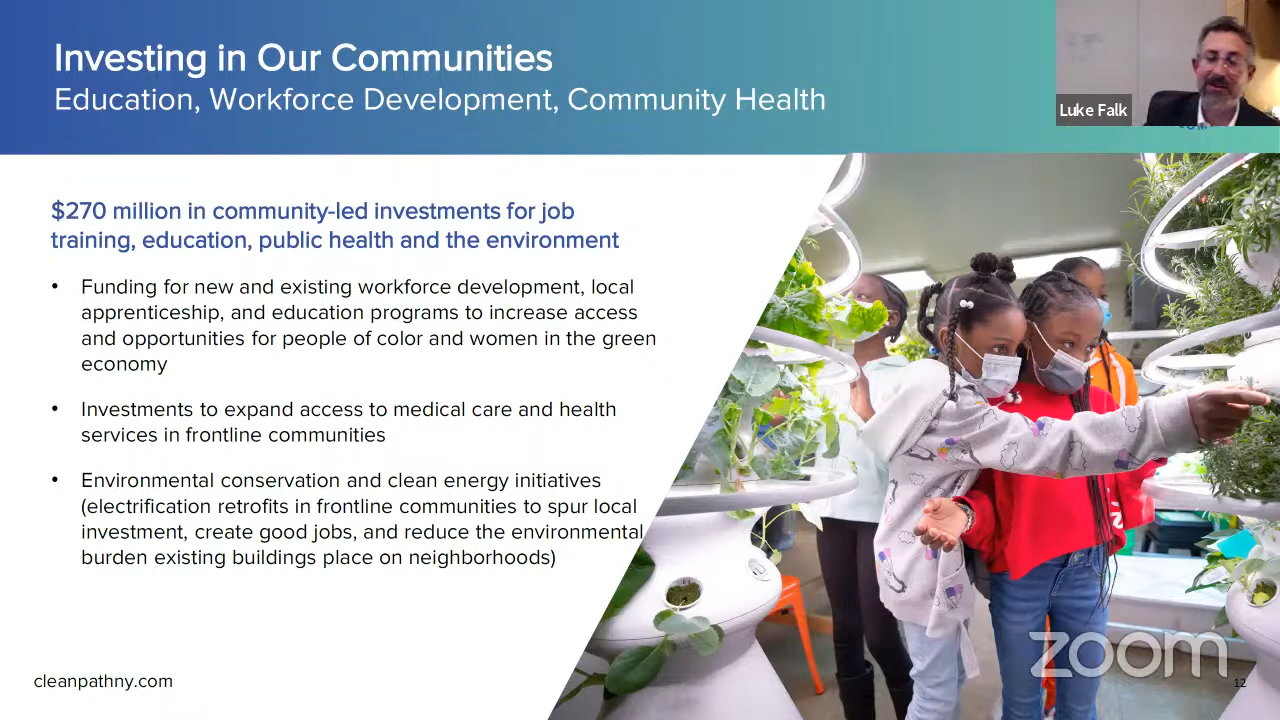 Investing in Our Communities
Education, Workforce Development, Community Health
Luke Falk
$270 million in community-led investments for job
training, education, public health and the environment
• Funding for new and existing workforce development, local
apprenticeship, and education programs to increase access
and opportunities for people of color and women in the green
economy
• Investments to expand access to medical care and health
services in frontline communities
• Environmental conservation and clean energy initiatives
(electrification retrofits in frontline communities to spur local
investment, create good jobs, and reduce the environmental
burden existing buildings place on neighborhoods)
zoom
cleanpathny.com
12